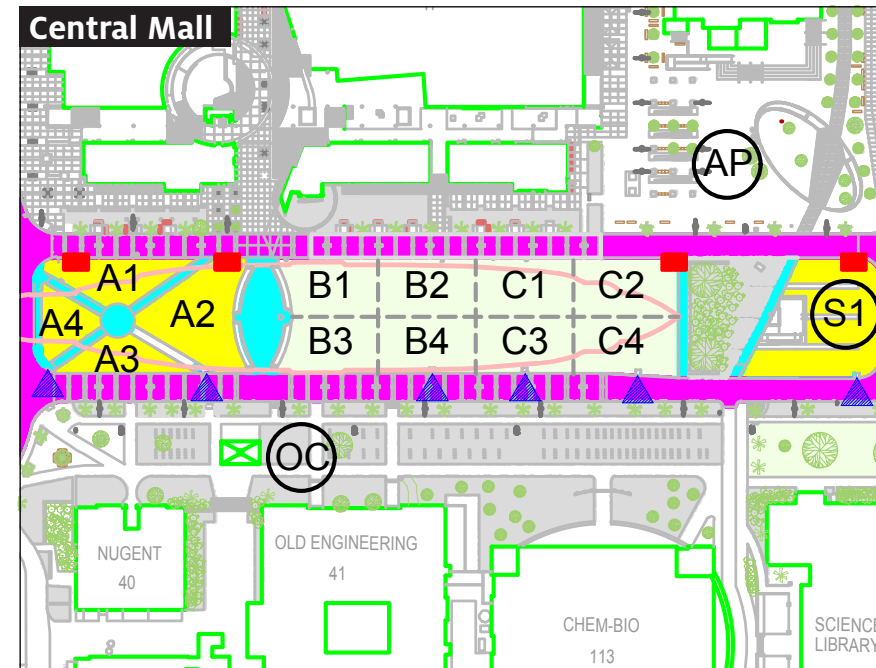 Central Mall
AP
A1
B1
B2
C1
C2
A4
A2
S1
A3
B3
B4
C3
C4
OC
NUGENT
40
OLD ENGINEERING
41
CHEM-BIO
113
SCIENCE
LIBRARY